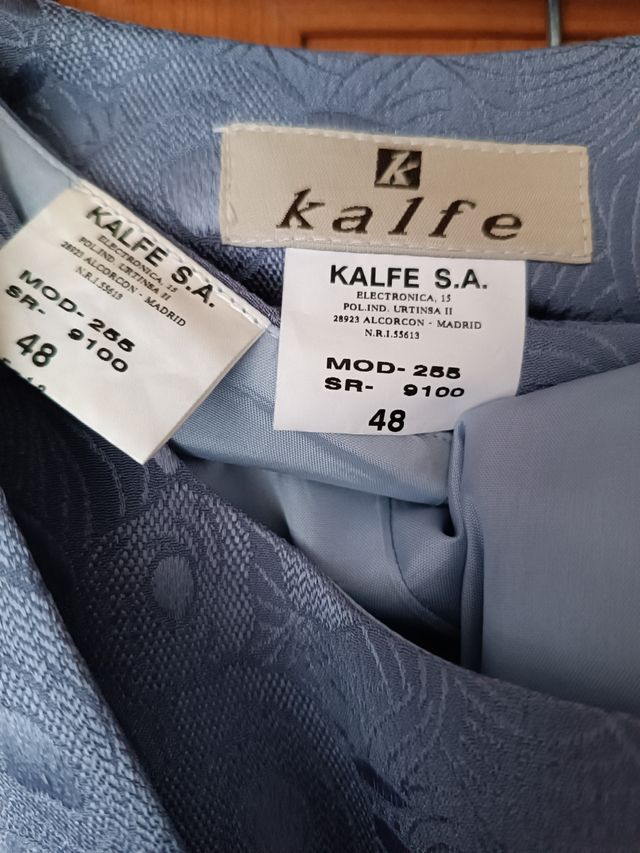 k
kalfe
KALFE S.A.
ELECTRONICA, 15
POL.IND. URTINSA II
28923 ALCORCON - MADRID
N.R.I.55613
MOD-255
SR- 9100
48
KALFE S.A.
ELECTRONICA, 15
POL.IND. URTINSA II
28923 ALCORCON - MADRID
N.R.I.55613
MOD-255
SR- 9100
48